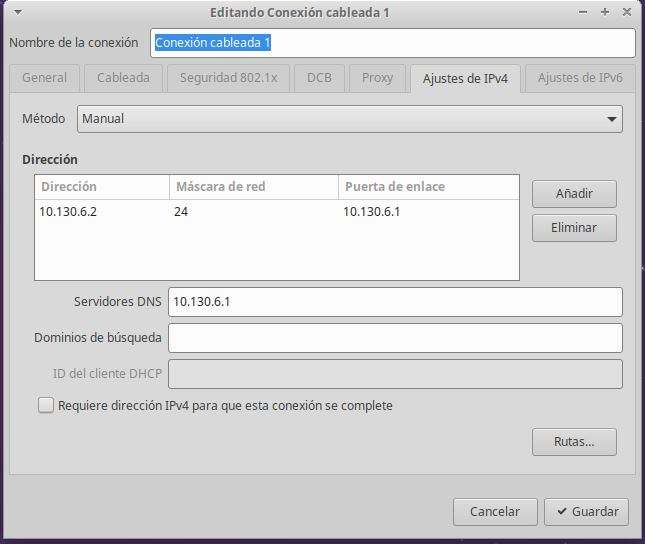 Editando Conexión cableada 1
Nombre de la conexión Conexión cableada 1
General Cableada Seguridad 802.1x DCB Proxy Ajustes de IPv4 Ajustes de IPv6
Método Manual
Dirección
Dirección Máscara de red Puerta de enlace
10.130.6.2 24 10.130.6.1
Añadir
Eliminar
Servidores DNS 10.130.6.1
Dominios de búsqueda
ID del cliente DHCP
Requiere dirección IPv4 para que esta conexión se complete
Rutas...
Cancelar Guardar